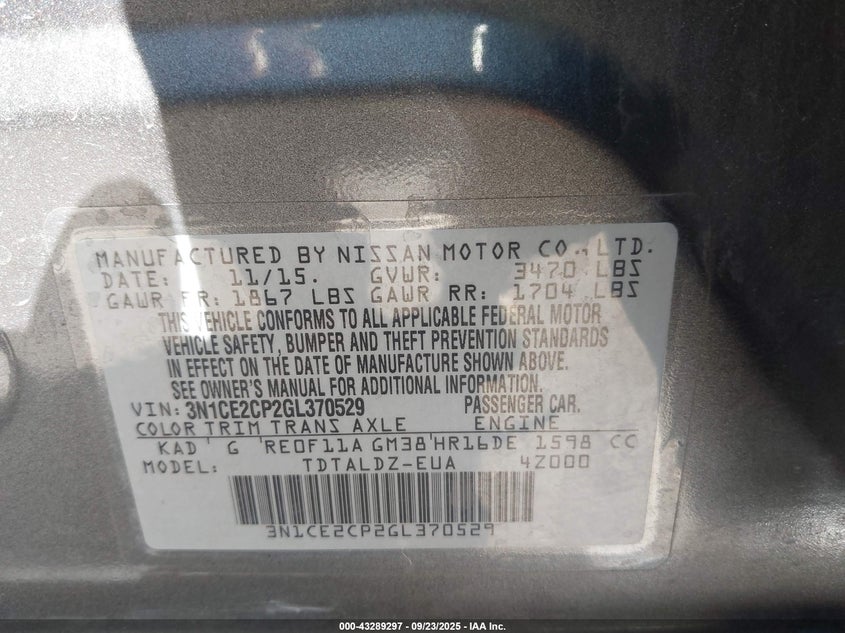 MANUFACTURED BY NISSAN MOTOR CO., LTD.
DATE: 11/15. GVWR: 3470 LBS
GAWR FR: 1867 LBS GAWR RR: 1704 LBS
THIS VEHICLE CONFORMS TO ALL APPLICABLE FEDERAL MOTOR
VEHICLE SAFETY, BUMPER AND THEFT PREVENTION STANDARDS
IN EFFECT ON THE DATE OF MANUFACTURE SHOWN ABOVE.
SEE OWNER'S MANUAL FOR ADDITIONAL INFORMATION.
VIN: 3N1CE2CP2GL370529 PASSENGER CAR.
COLOR TRIM TRANS AXLE ENGINE
KAD G RE0F11A GM38 HR16DE 1598 CC
MODEL: TDTALDZ-EUA 4Z000
3N1CE2CP2GL370529
000-43289297 - 09/23/2025 - IAA Inc.